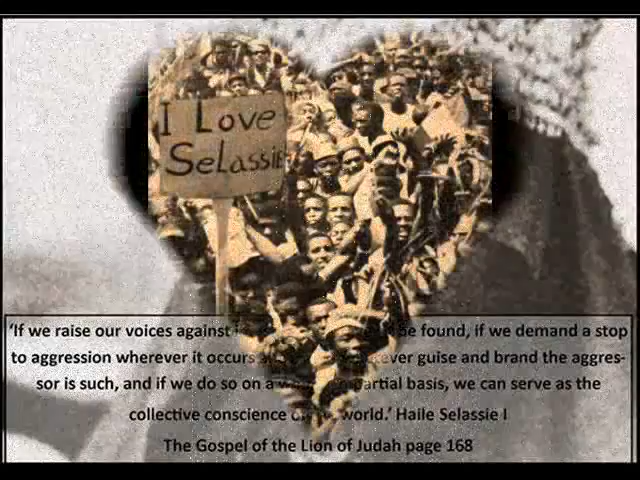 I Love
Selassie
‘If we raise our voices against be found, if we demand a stop
to aggression wherever it occurs guise and brand the aggres-
sor is such, and if we do so on a basis, we can serve as the
collective conscience world.’ Haile Selassie I
The Gospel of the Lion of Judah page 168